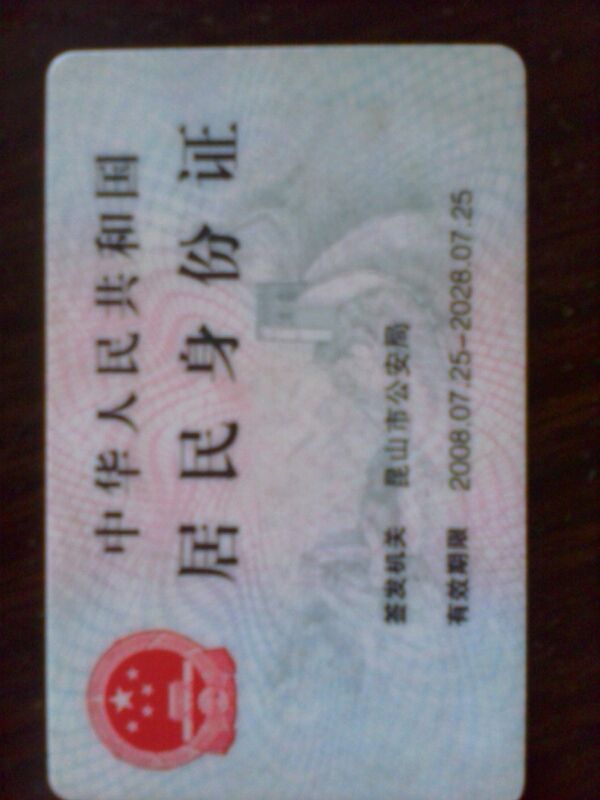 中华人民共和国
居民身份证
签发机关 昆山市公安局
有效期限 2008.07.25-2028.07.25